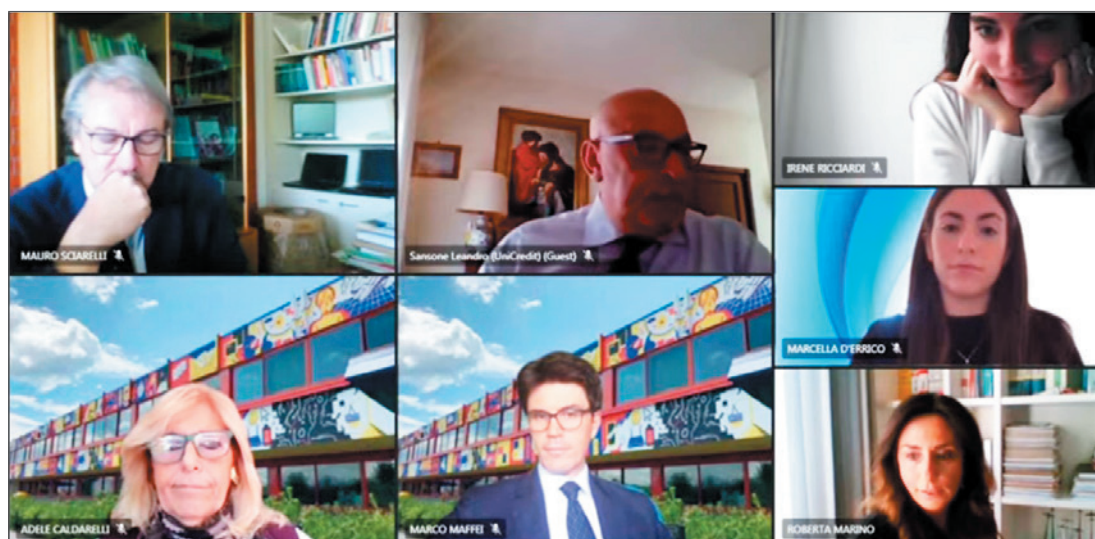 MAURO SCIARELLI
Sansone Leandro (UniCredit) (Guest)
IRENE RICCIARDI
MARCELLA D'ERRICO
ADELE CALDARELLI
MARCO MAFFEI
ROBERTA MARINO